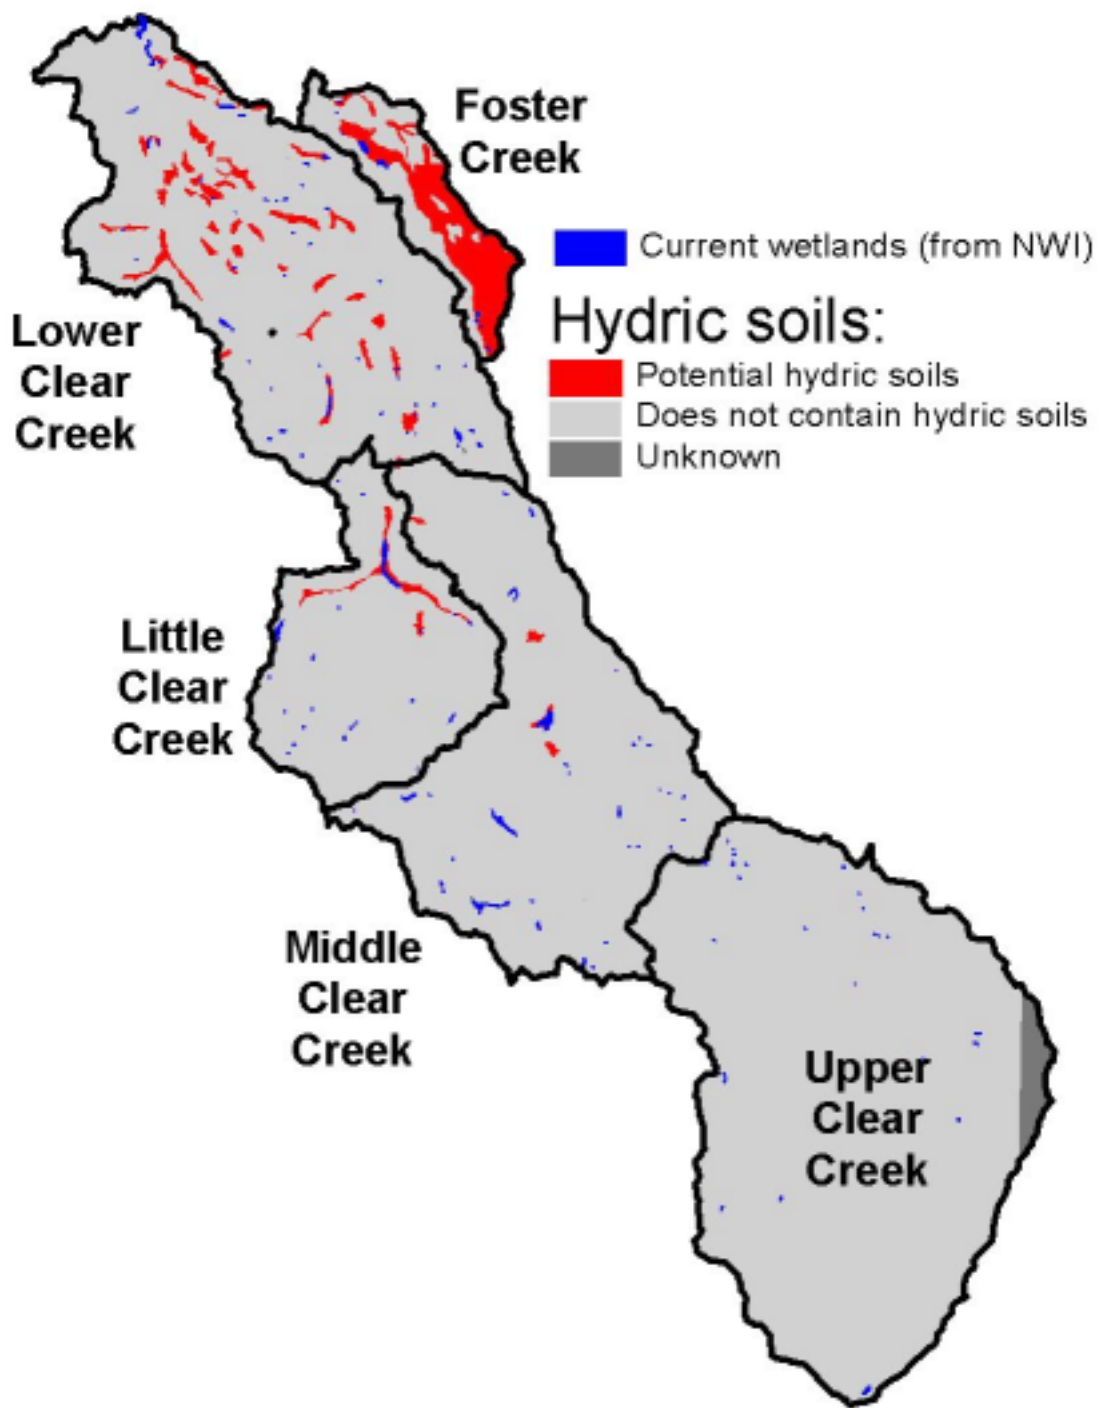 Foster
Creek
Current wetlands (from NWI)
Hydric soils:
Potential hydric soils
Does not contain hydric soils
Unknown
Lower
Clear
Creek
Little
Clear
Creek
Middle
Clear
Creek
Upper
Clear
Creek